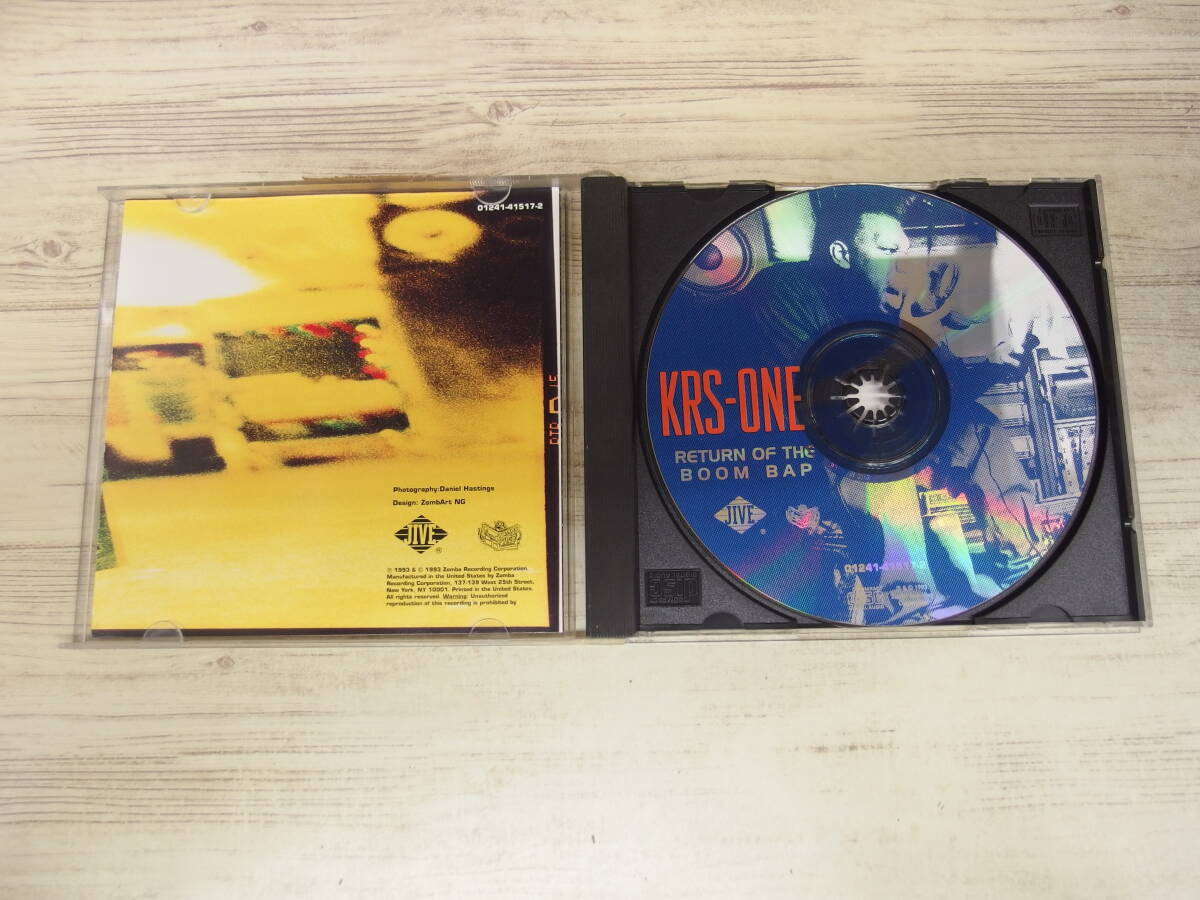 01241-41517-2
Photography:Daniel Hastings
Design: ZombArt NG
JIVE
®
℗ 1993 & © 1993 Zomba Recording Corporation.
Manufactured in the United States by Zomba
Recording Corporation, 137-139 West 25th Street,
New York, NY 10001. Printed in the United States.
All rights reserved. Warning: Unauthorized
reproduction of this recording is prohibited by
KRS-ONE
RETURN OF THE
BOOM BAP
JIVE
®
01241-41517-2